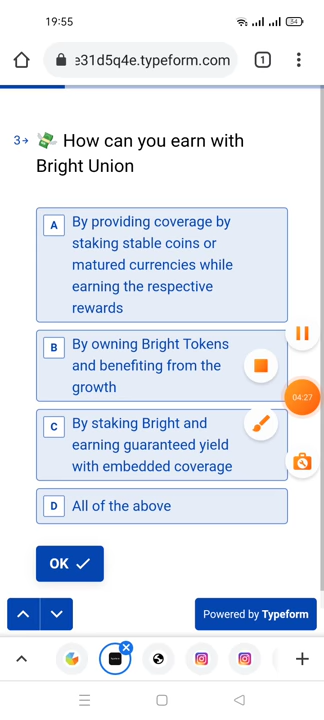 19:55
54
e31d5q4e.typeform.com
1
3→ 💸 How can you earn with
Bright Union
A By providing coverage by
staking stable coins or
matured currencies while
earning the respective
rewards
B By owning Bright Tokens
and benefiting from the
growth
C By staking Bright and
earning guaranteed yield
with embedded coverage
D All of the above
04:27
OK
Powered by Typeform